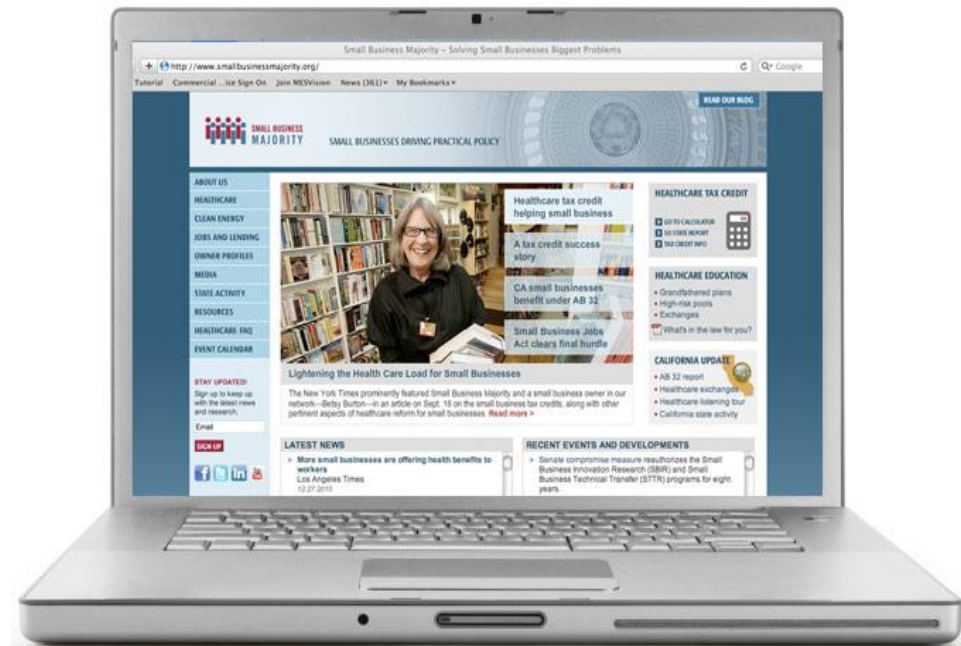 Small Business Majority – Solving Small Businesses Biggest Problems
+ http://www.smallbusinessmajority.org/
Google
Tutorial Commercial ...ice Sign On Join MESVision News (361) My Bookmarks
READ OUR BLOG
SMALL BUSINESS
MAJORITY
SMALL BUSINESSES DRIVING PRACTICAL POLICY
ABOUT US
HEALTHCARE
CLEAN ENERGY
JOBS AND LENDING
OWNER PROFILES
MEDIA
STATE ACTIVITY
RESOURCES
HEALTHCARE FAQ
EVENT CALENDAR
STAY UPDATED!
Sign up to keep up
with the latest news
and research.
Email
SIGN UP
Healthcare tax credit
helping small business
A tax credit success
story
CA small businesses
benefit under AB 32
Small Business Jobs
Act clears final hurdle
Lightening the Health Care Load for Small Businesses
The New York Times prominently featured Small Business Majority and a small business owner in our
network—Betsy Burton—in an article on Sept. 18 on the small business tax credits, along with other
pertinent aspects of healthcare reform for small businesses. Read more >
LATEST NEWS
» More small businesses are offering health benefits to
workers
Los Angeles Times
12.27.2010
RECENT EVENTS AND DEVELOPMENTS
» Senate compromise measure reauthorizes the Small
Business Innovation Research (SBIR) and Small
Business Technical Transfer (STTR) programs for eight
years.
HEALTHCARE TAX CREDIT
GO TO CALCULATOR
50 STATE REPORT
TAX CREDIT INFO
HEALTHCARE EDUCATION
• Grandfathered plans
• High-risk pools
• Exchanges
What's in the law for you?
CALIFORNIA UPDATE
• AB 32 report
• Healthcare exchanges
• Healthcare listening tour
• California state activity